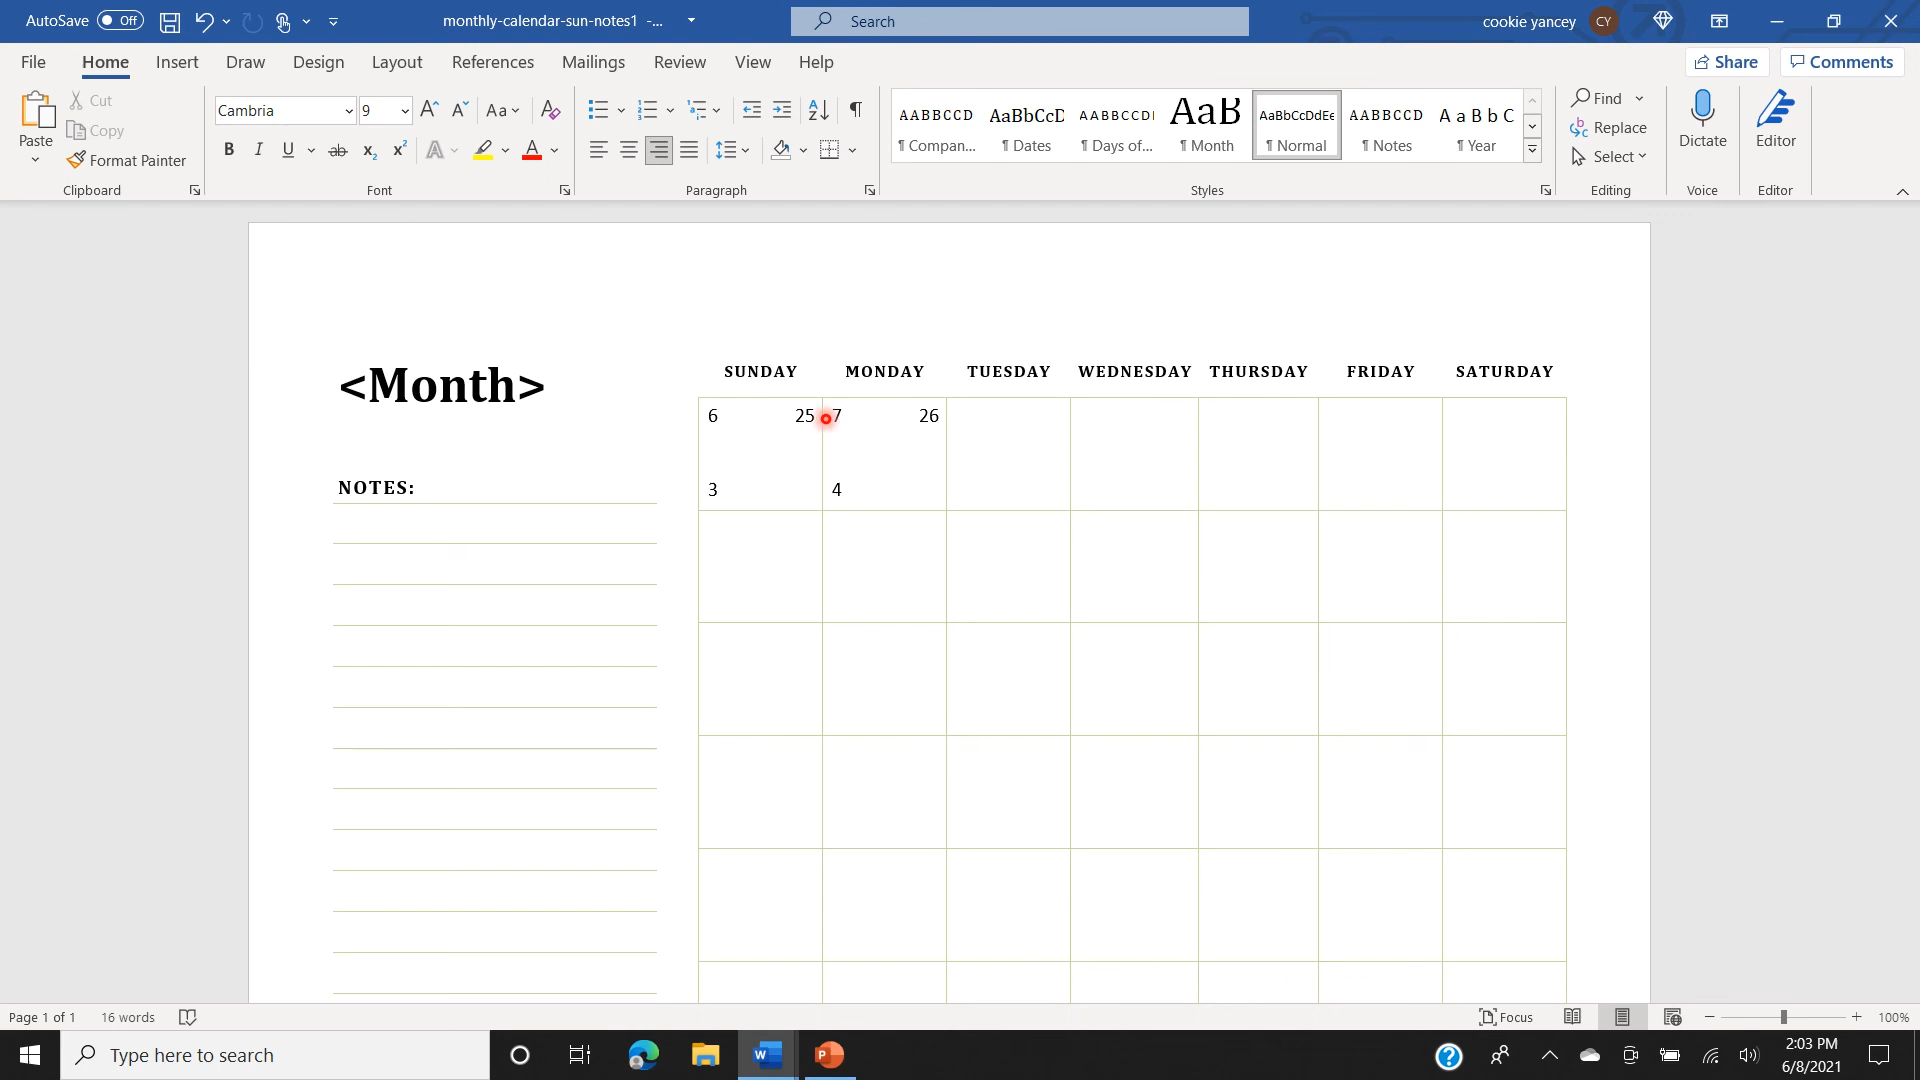 AutoSave Off monthly-calendar-sun-notes1 -... Search cookie yancey CY
File Home Insert Draw Design Layout References Mailings Review View Help Share Comments
Paste Cut Copy Format Painter
Clipboard
Cambria 9 Aa
B I U ab x₂ x² A A
Font
Paragraph
AABBCCD AaBbCcD AABBCCDI AaB AaBbCcDdEe AABBCCD AaBbC
¶ Compan... ¶ Dates ¶ Days of... ¶ Month ¶ Normal ¶ Notes ¶ Year
Styles
Find
Replace
Select
Editing
Dictate
Voice
Editor
Editor
<Month>
NOTES:
SUNDAY MONDAY TUESDAY WEDNESDAY THURSDAY FRIDAY SATURDAY
6 25 7 26
3 4
Page 1 of 1 16 words Focus 100%
Type here to search 2:03 PM
6/8/2021